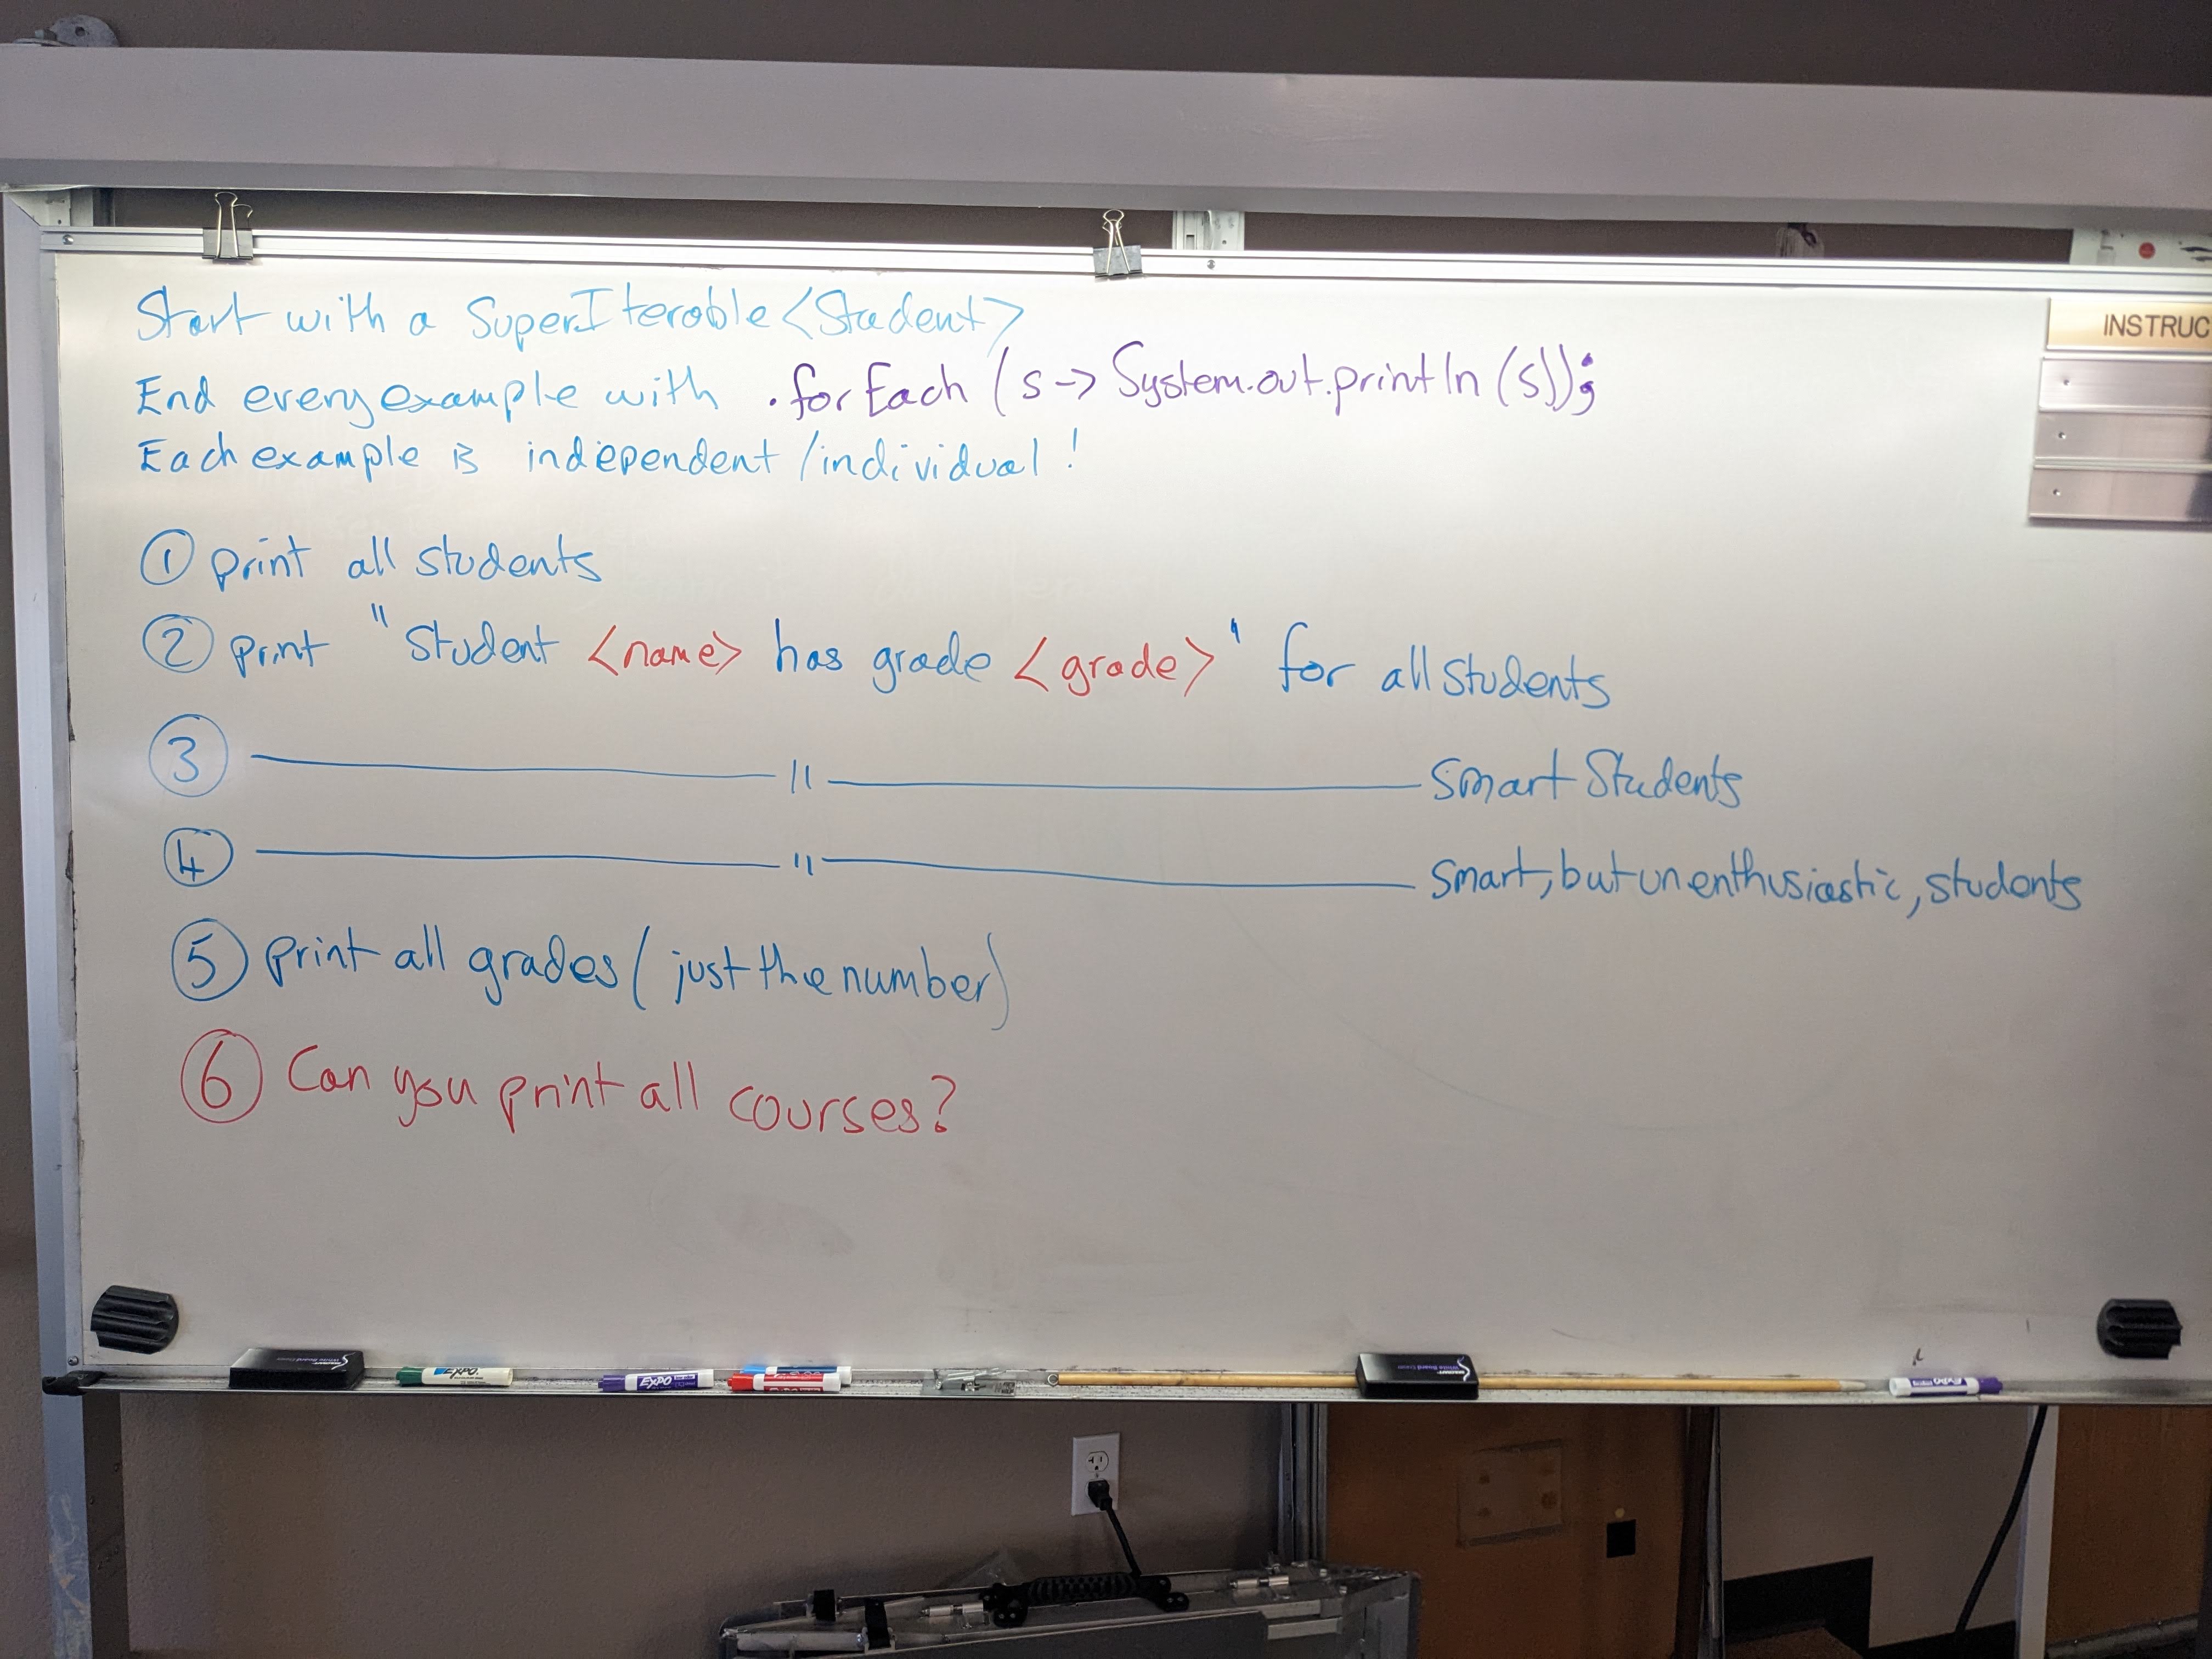 Start with a SuperIterable<Student>
End every example with .forEach (s -> System.out.println(s));
Each example is independent/individual!
① print all students
② print "Student <name> has grade <grade>" for all students
③ ———— " ———— smart students
④ ———— " ———— smart, but unenthusiastic, students
⑤ print all grades (just the number)
⑥ Can you print all courses?
INSTRUC
EXPO
EXPO
EXPO